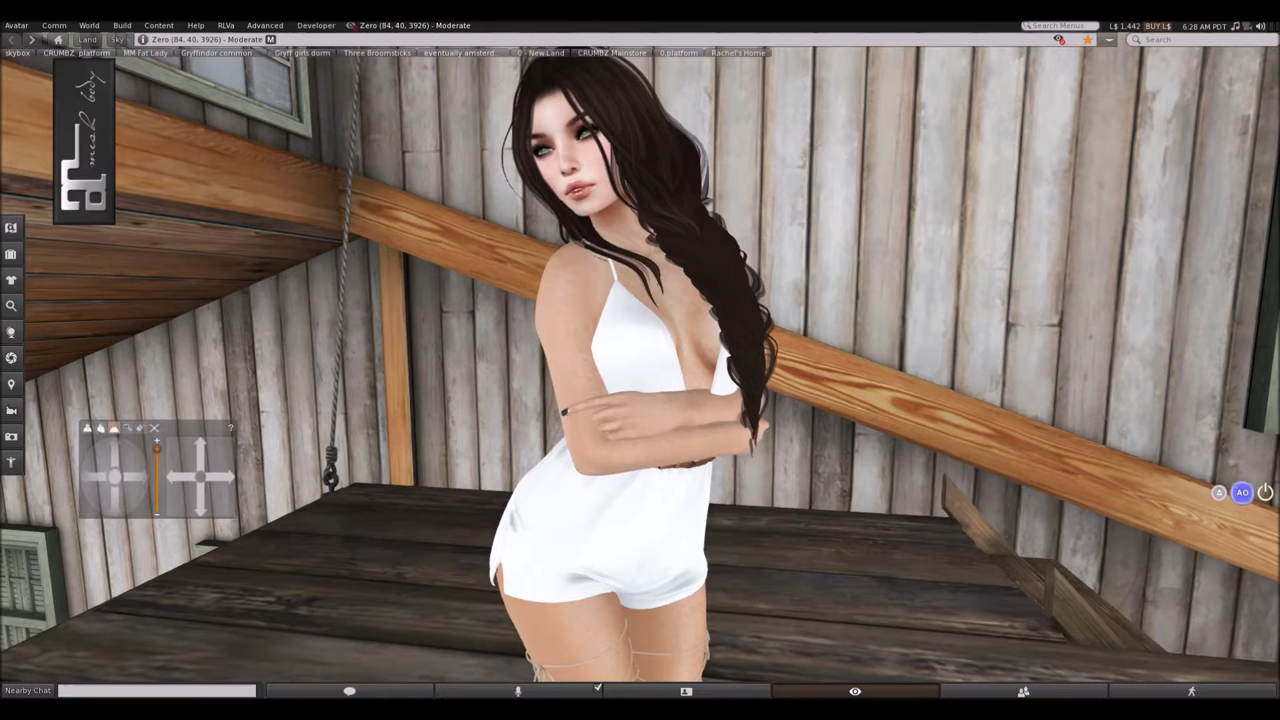 Avatar Comm World Build Content Help RLVa Advanced Developer Zero (84, 40, 3926) - Moderate Search Menus L$ 1,442 BUY L$ 6:28 AM PDT
Land Sky Zero (84, 40, 3926) - Moderate M Search
skybox CRUMBZ platform MM Fat Lady Gryffindor common Gryff girls dorm Three Broomsticks eventually amsterd 0 - New Land CRUMBZ Mainstore 0.platform Rachel's Home
mesh body
?
AO
Nearby Chat